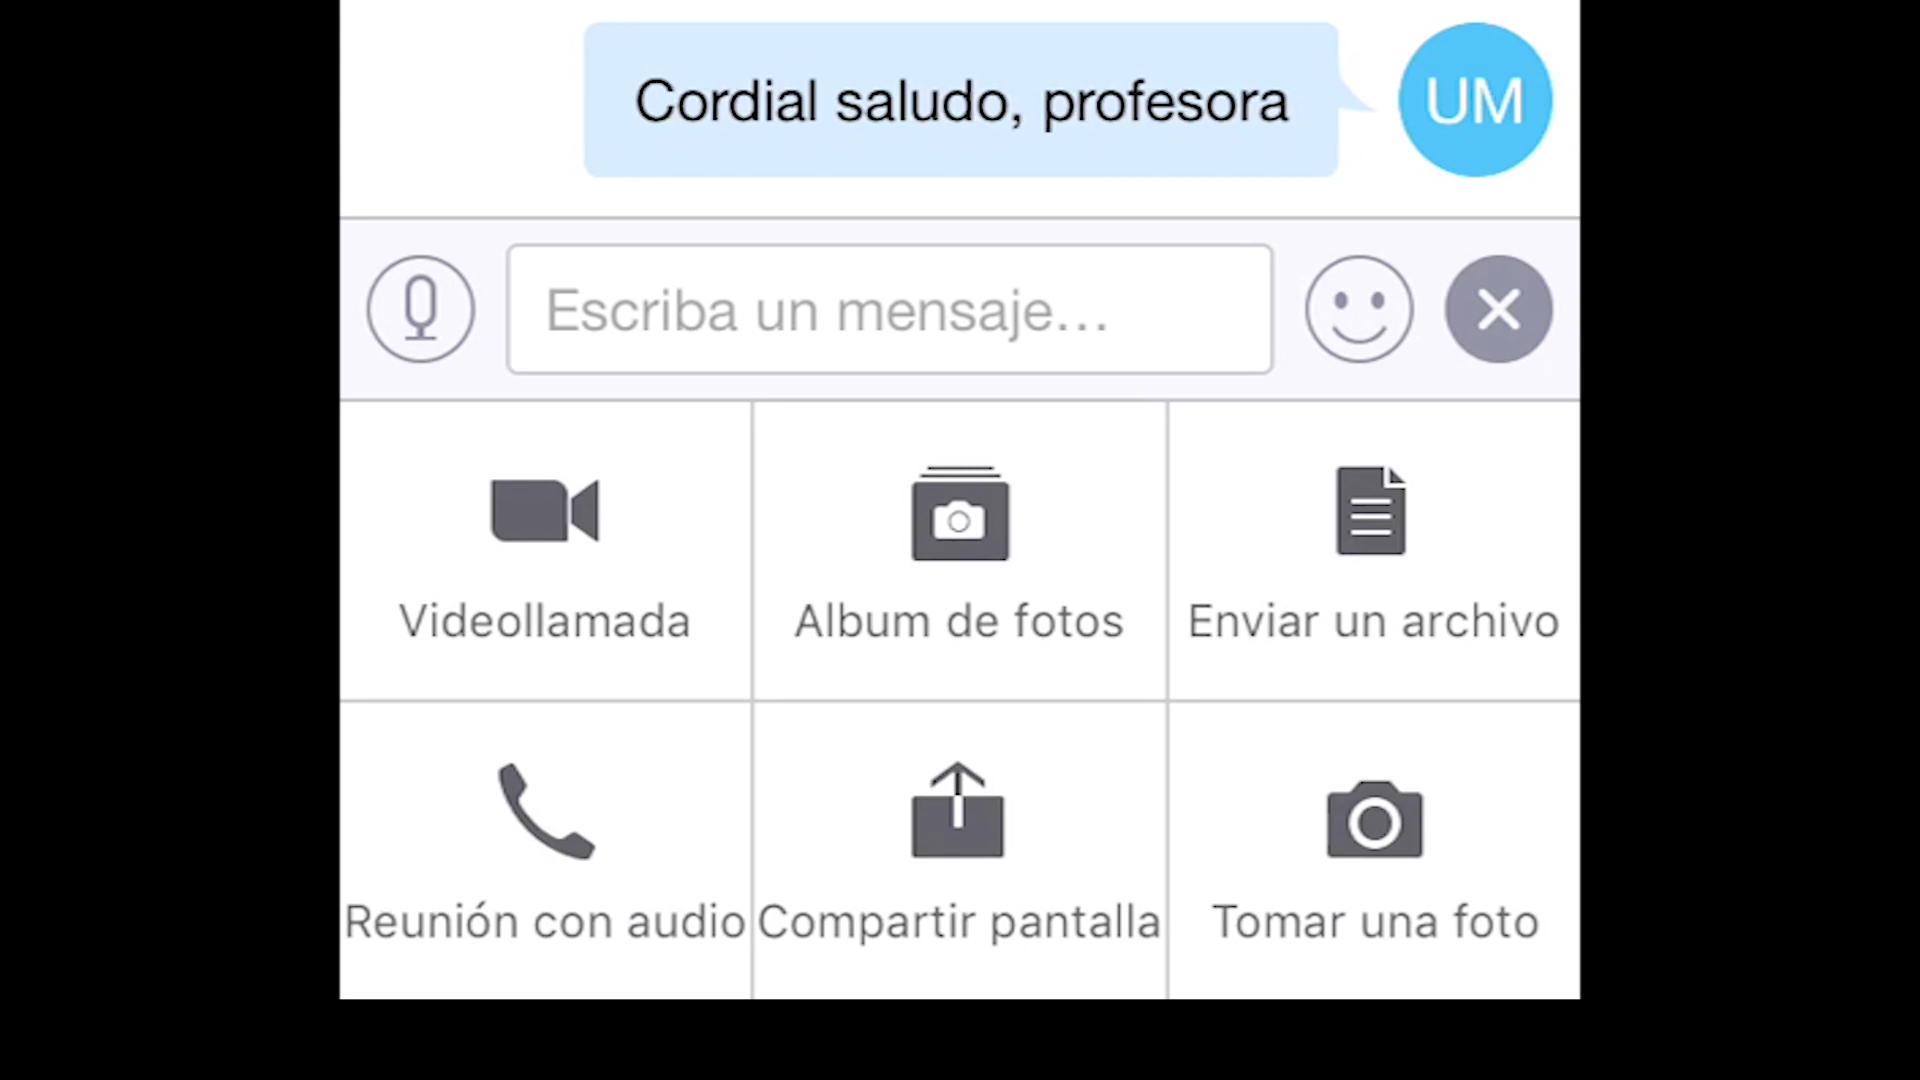 Cordial saludo, profesora
UM
Escriba un mensaje...
Videollamada
Album de fotos
Enviar un archivo
Reunión con audio
Compartir pantalla
Tomar una foto